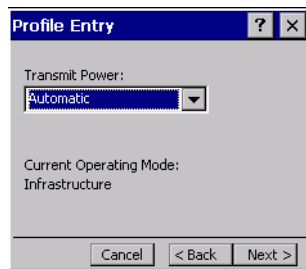 Profile Entry ? ×
Transmit Power:
Automatic
Current Operating Mode:
Infrastructure
Cancel < Back Next >